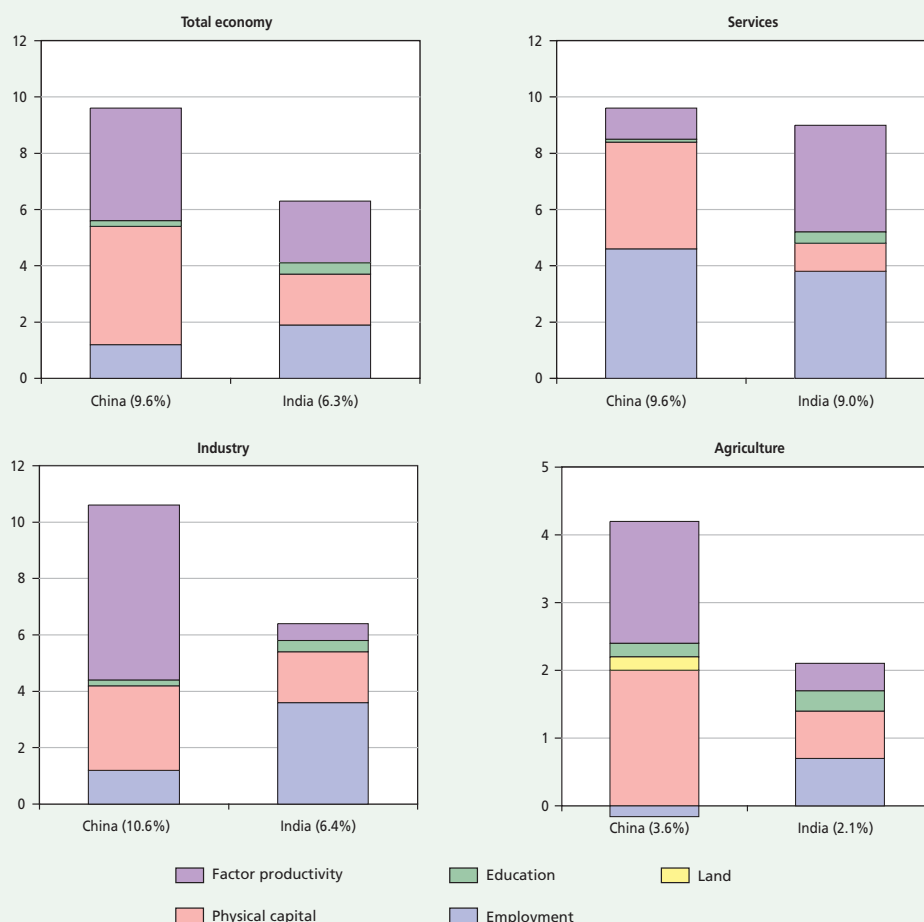 Total economy
12
10
8
6
4
2
0
China (9.6%) India (6.3%)
Services
12
10
8
6
4
2
0
China (9.6%) India (9.0%)
Industry
12
10
8
6
4
2
0
China (10.6%) India (6.4%)
Agriculture
5
4
3
2
1
0
China (3.6%) India (2.1%)
Factor productivity Education Land
Physical capital Employment